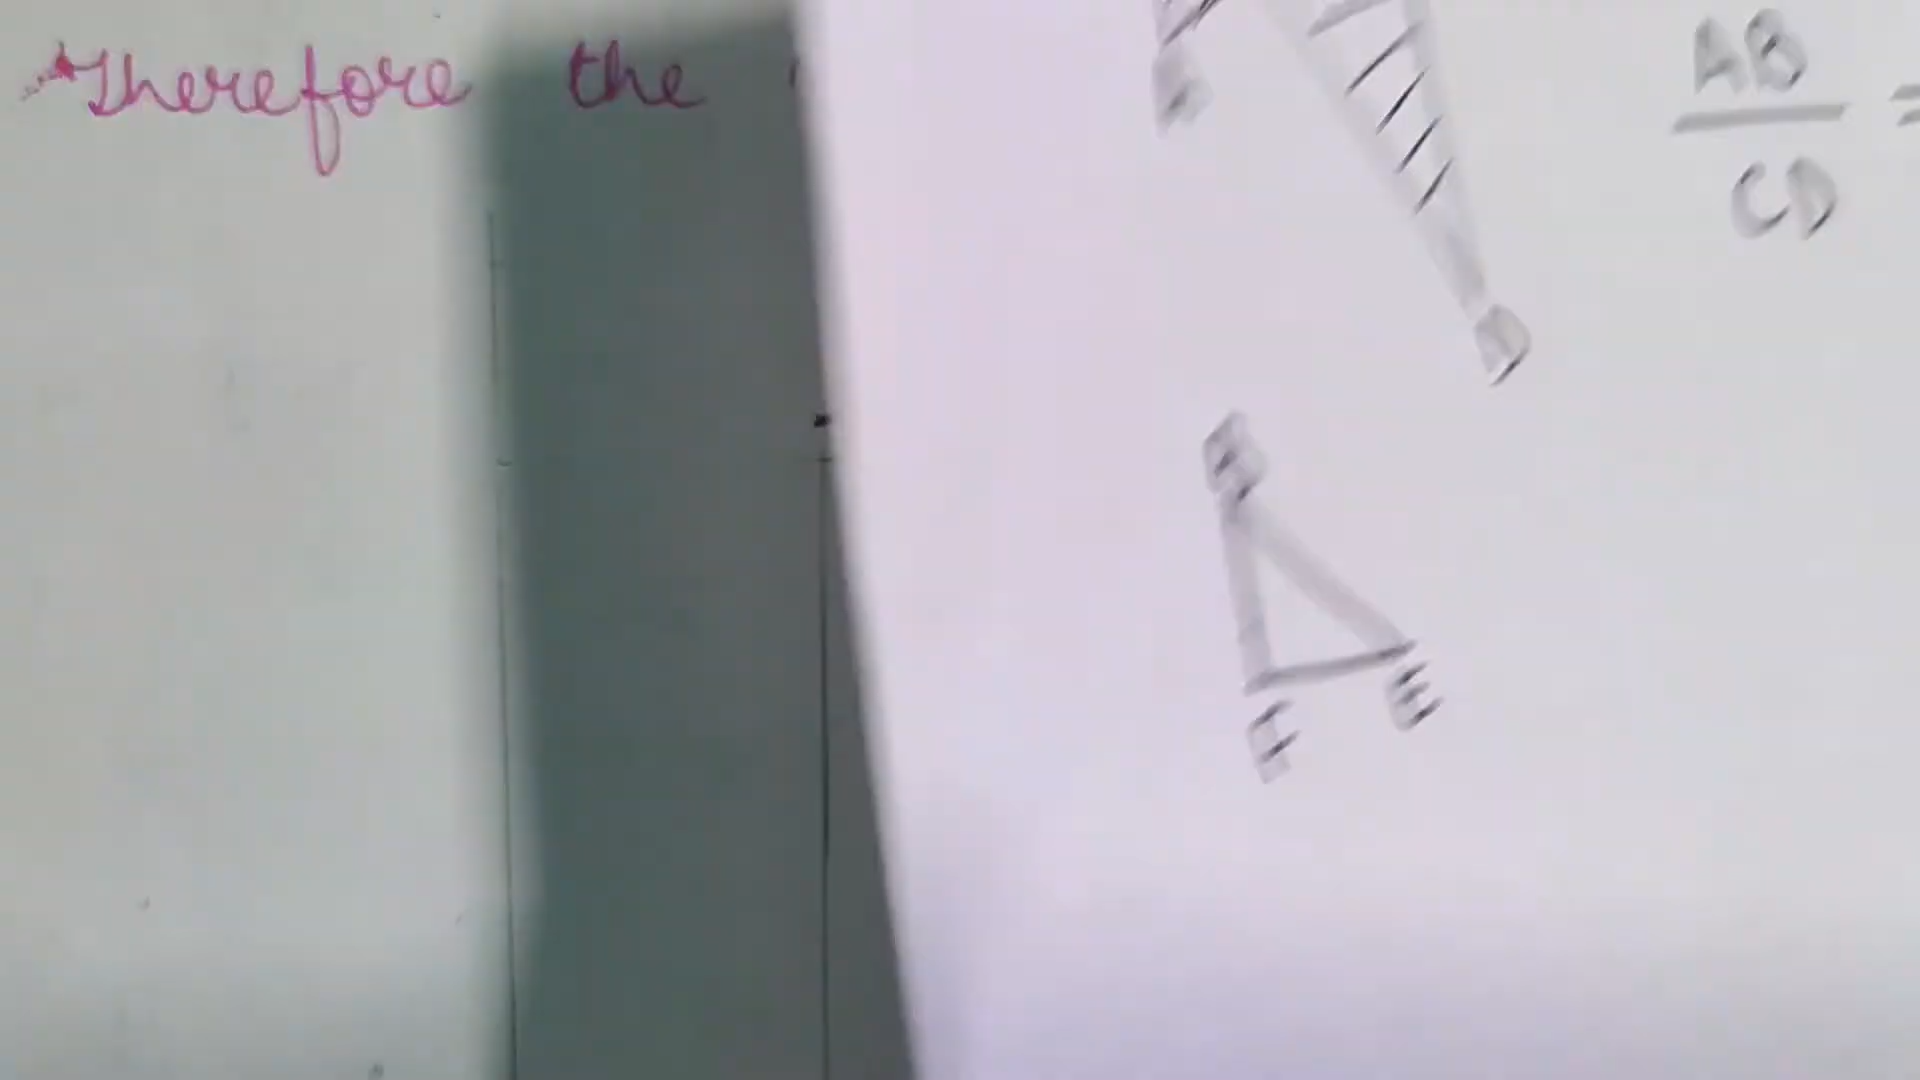 Therefore the
AB
CD
=
D
F
E